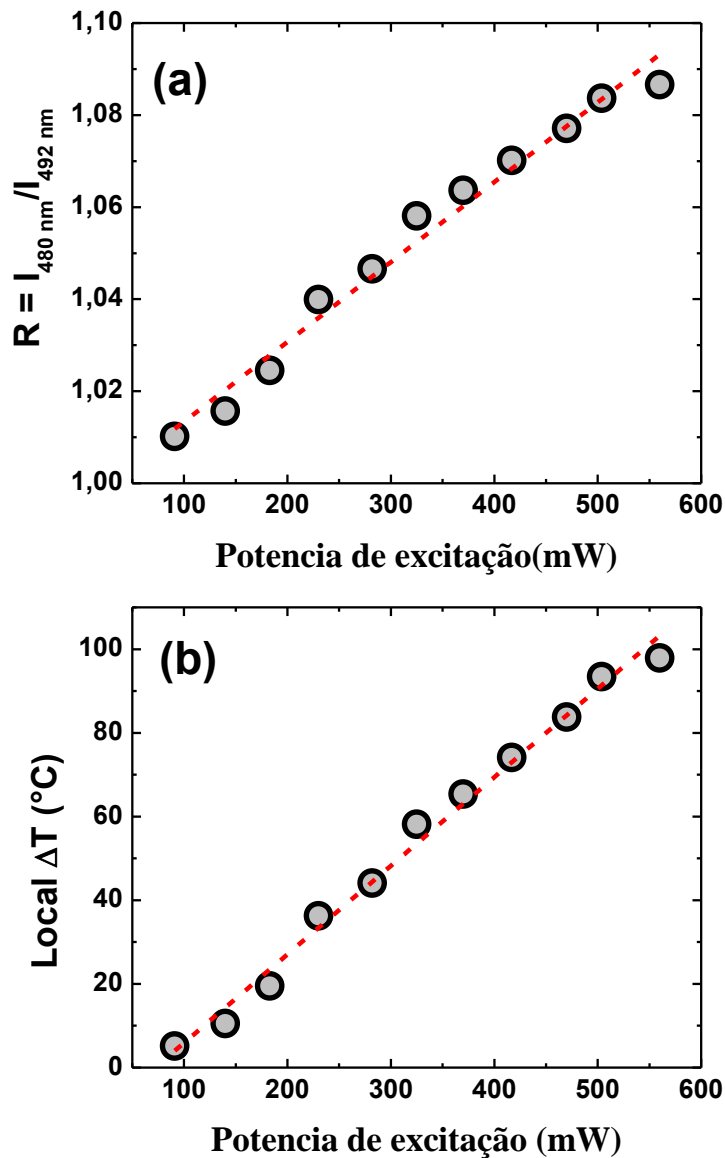 (a)
R = I480 nm/I492 nm
1,10
1,08
1,06
1,04
1,02
1,00
100 200 300 400 500 600
Potencia de excitação(mW)
(b)
Local ΔT (°C)
100
80
60
40
20
0
100 200 300 400 500 600
Potencia de excitação (mW)